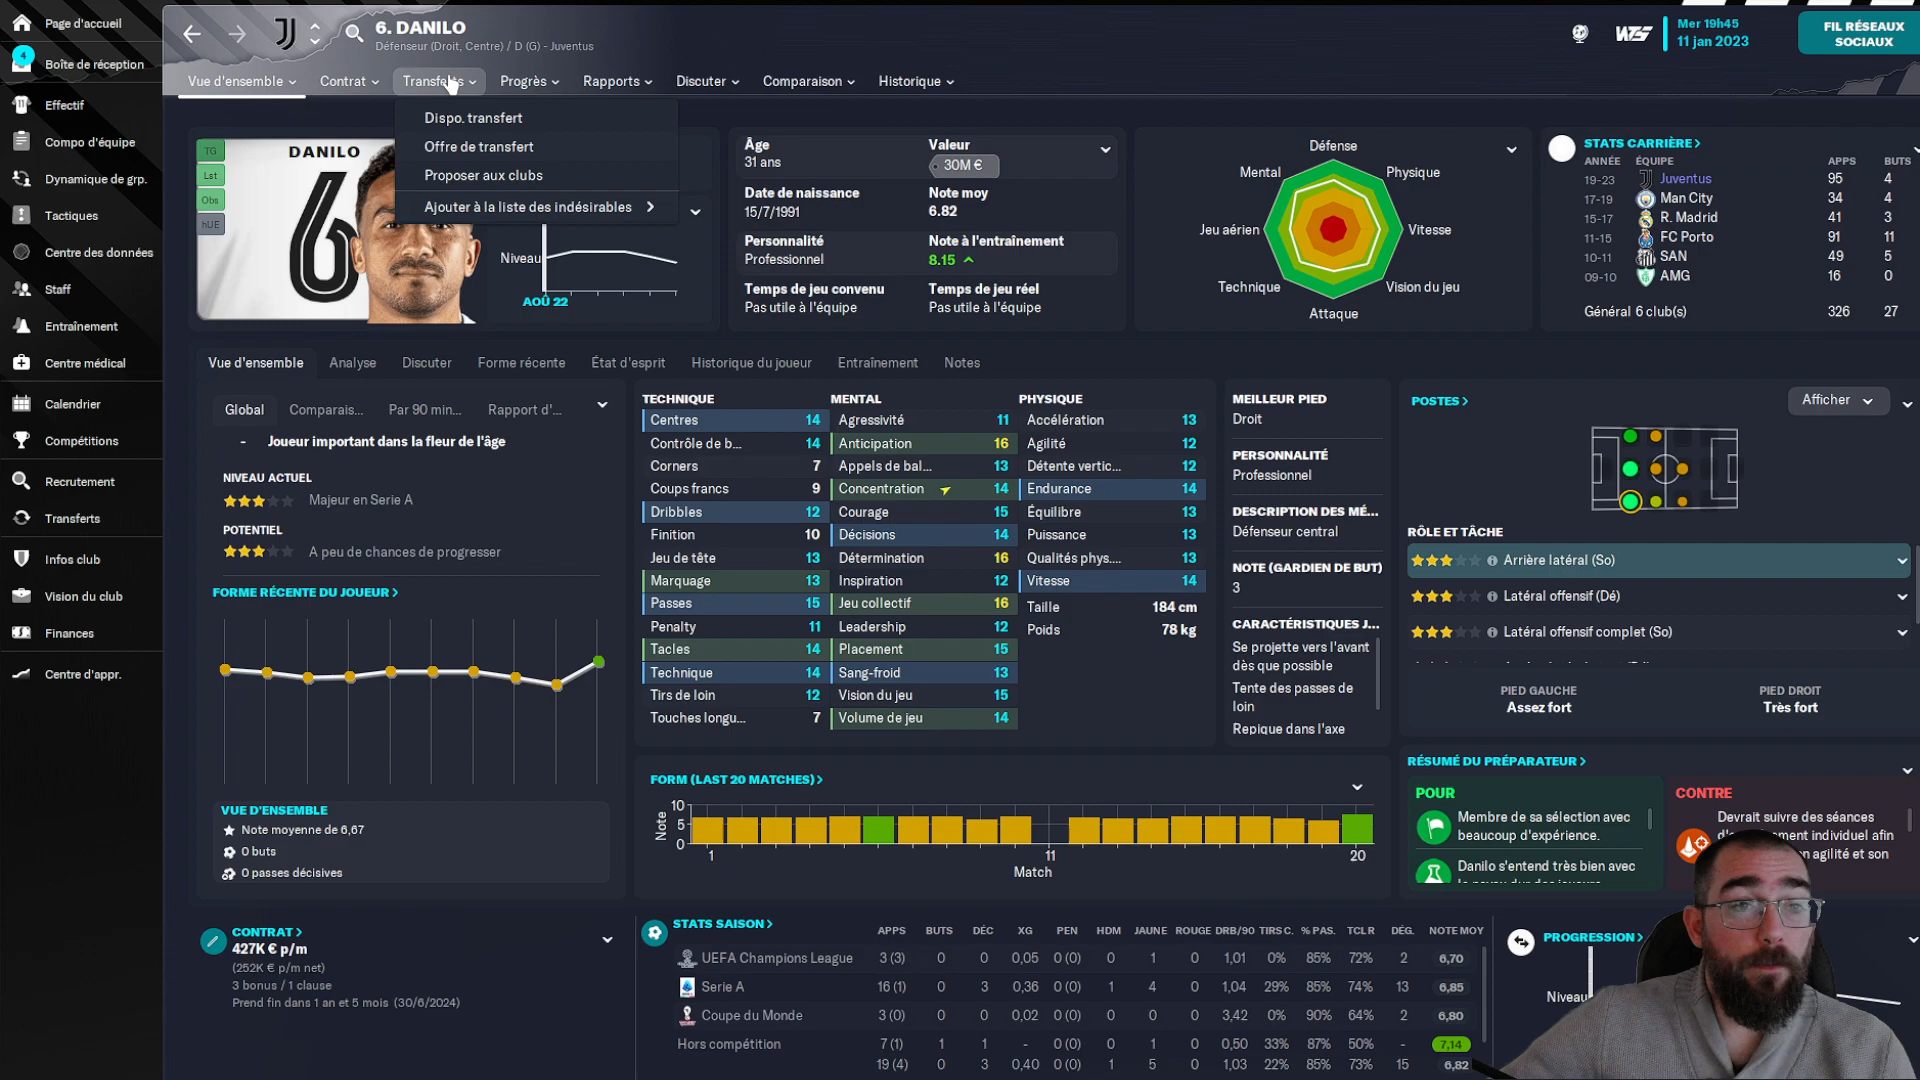 Page d'accueil
4
Boîte de réception
Effectif
Compo d'équipe
Dynamique de grp.
Tactiques
Centre des données
Staff
Entraînement
Centre médical
Calendrier
Compétitions
Recrutement
Transferts
Infos club
Vision du club
Finances
Centre d'appr.
6. DANILO
Défenseur (Droit, Centre) / D (G) - Juventus
Mer 19h45
11 jan 2023
FIL RÉSEAUX
SOCIAUX
Vue d'ensemble Contrat Transferts Progrès Rapports Discuter Comparaison Historique
Dispo. transfert
Offre de transfert
Proposer aux clubs
Ajouter à la liste des indésirables
TG
Lst
Obs
hUE
DANILO
6
Niveau
AOÛ 22
Âge
31 ans
Valeur
30M €
Date de naissance
15/7/1991
Note moy
6.82
Personnalité
Professionnel
Note à l'entraînement
8.15
Temps de jeu convenu
Pas utile à l'équipe
Temps de jeu réel
Pas utile à l'équipe
Défense
Mental
Physique
Jeu aérien
Vitesse
Technique
Vision du jeu
Attaque
STATS CARRIÈRE
ANNÉE ÉQUIPE APPS BUTS
19-23 Juventus 95 4
17-19 Man City 34 4
15-17 R. Madrid 41 3
11-15 FC Porto 91 11
10-11 SAN 49 5
09-10 AMG 16 0
Général 6 club(s) 326 27
Vue d'ensemble Analyse Discuter Forme récente État d'esprit Historique du joueur Entraînement Notes
Global Comparais... Par 90 min... Rapport d'...
- Joueur important dans la fleur de l'âge
NIVEAU ACTUEL
Majeur en Serie A
POTENTIEL
A peu de chances de progresser
FORME RÉCENTE DU JOUEUR
VUE D'ENSEMBLE
Note moyenne de 6,67
0 buts
0 passes décisives
TECHNIQUE
Centres 14
Contrôle de b... 14
Corners 7
Coups francs 9
Dribbles 12
Finition 10
Jeu de tête 13
Marquage 13
Passes 15
Penalty 11
Tacles 14
Technique 14
Tirs de loin 12
Touches longu... 7
MENTAL
Agressivité 11
Anticipation 16
Appels de bal... 13
Concentration 14
Courage 15
Décisions 14
Détermination 16
Inspiration 12
Jeu collectif 16
Leadership 12
Placement 15
Sang-froid 13
Vision du jeu 15
Volume de jeu 14
PHYSIQUE
Accélération 13
Agilité 12
Détente vertic... 12
Endurance 14
Équilibre 13
Puissance 13
Qualités phys.... 13
Vitesse 14
Taille 184 cm
Poids 78 kg
MEILLEUR PIED
Droit
PERSONNALITÉ
Professionnel
DESCRIPTION DES MÉ...
Défenseur central
NOTE (GARDIEN DE BUT)
3
CARACTÉRISTIQUES J...
Se projette vers l'avant
dès que possible
Tente des passes de
loin
Repique dans l'axe
POSTES
Afficher
RÔLE ET TÂCHE
Arrière latéral (So)
Latéral offensif (Dé)
Latéral offensif complet (So)
PIED GAUCHE
Assez fort
PIED DROIT
Très fort
RÉSUMÉ DU PRÉPARATEUR
POUR
Membre de sa sélection avec
beaucoup d'expérience.
Danilo s'entend très bien avec
CONTRE
Devrait suivre des séances
individuel afin
agilité et son
FORM (LAST 20 MATCHES)
Note
10
5
0
1 11 20
Match
CONTRAT
427K € p/m
(252K € p/m net)
3 bonus / 1 clause
Prend fin dans 1 an et 5 mois (30/6/2024)
STATS SAISON APPS BUTS DÉC XG PEN HDM JAUNE ROUGE DRB/90 TIRS C. % PAS. TCLR DÉG. NOTE MOY
UEFA Champions League 3 (3) 0 0 0,05 0 (0) 0 1 0 1,01 0% 85% 72% 2 6,70
Serie A 16 (1) 0 3 0,36 0 (0) 1 4 0 1,04 29% 85% 74% 13 6,85
Coupe du Monde 3 (0) 0 0 0,02 0 (0) 0 0 0 3,42 0% 90% 64% 2 6,80
Hors compétition 7 (1) 1 1 - 0 (0) 0 1 0 0,50 33% 87% 50% - 7,14
19 (4) 0 3 0,40 0 (0) 1 5 0 1,03 22% 85% 73% 15 6,82
PROGRESSION
Niveau